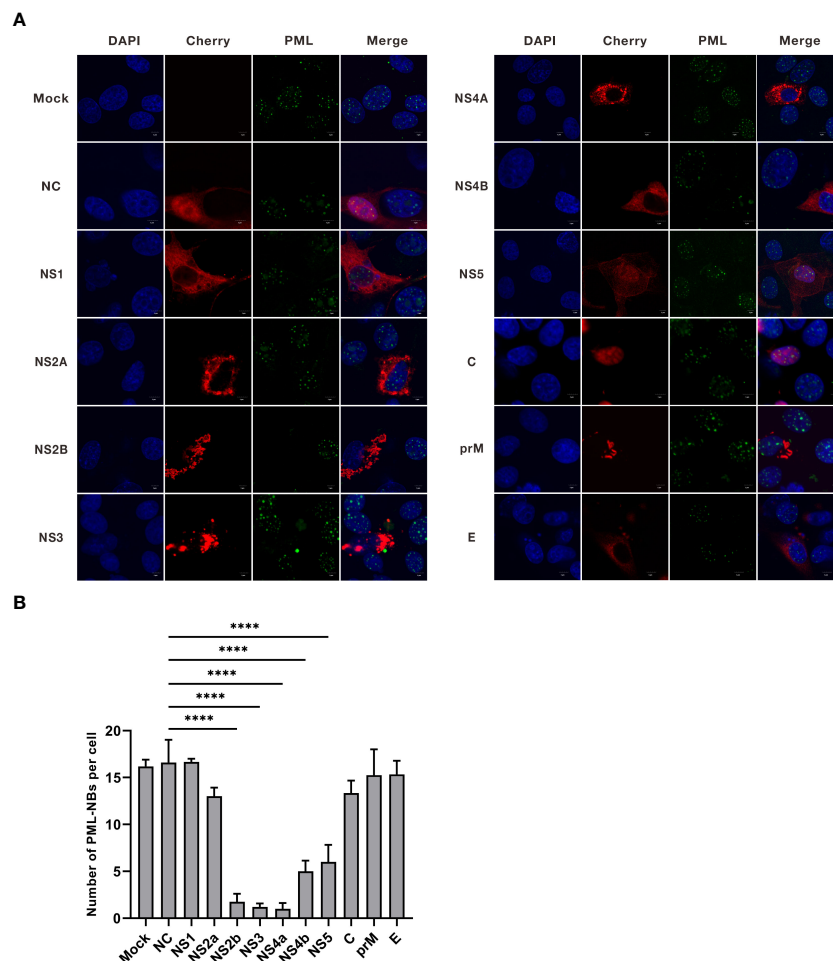 A
DAPI Cherry PML Merge
Mock
NC
NS1
NS2A
NS2B
NS3
DAPI Cherry PML Merge
NS4A
NS4B
NS5
C
prM
E
B
****
****
****
****
****
Number of PML-NBs per cell
20
15
10
5
0
Mock NC NS1 NS2a NS2b NS3 NS4a NS4b NS5 C prM E